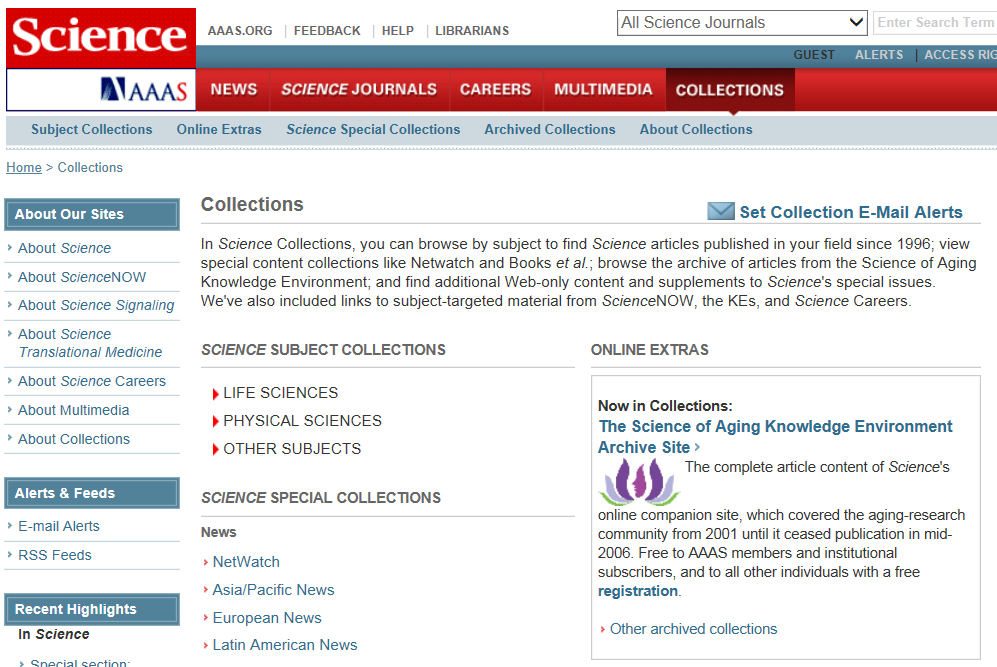 Science
AAAS
AAAS.ORG | FEEDBACK | HELP | LIBRARIANS
All Science Journals
Enter Search Term
GUEST ALERTS | ACCESS
NEWS SCIENCE JOURNALS CAREERS MULTIMEDIA COLLECTIONS
Subject Collections Online Extras Science Special Collections Archived Collections About Collections
Home > Collections
About Our Sites
About Science
About ScienceNOW
About Science Signaling
About Science
Translational Medicine
About Science Careers
About Multimedia
About Collections
Alerts & Feeds
E-mail Alerts
RSS Feeds
Recent Highlights
In Science
Special section:
Collections
Set Collection E-Mail Alerts
In Science Collections, you can browse by subject to find Science articles published in your field since 1996; view
special content collections like Netwatch and Books et al.; browse the archive of articles from the Science of Aging
Knowledge Environment; and find additional Web-only content and supplements to Science's special issues.
We've also included links to subject-targeted material from ScienceNOW, the KEs, and Science Careers.
SCIENCE SUBJECT COLLECTIONS
LIFE SCIENCES
PHYSICAL SCIENCES
OTHER SUBJECTS
SCIENCE SPECIAL COLLECTIONS
News
NetWatch
Asia/Pacific News
European News
Latin American News
ONLINE EXTRAS
Now in Collections:
The Science of Aging Knowledge Environment
Archive Site ›
The complete article content of Science's
online companion site, which covered the aging-research
community from 2001 until it ceased publication in mid-
2006. Free to AAAS members and institutional
subscribers, and to all other individuals with a free
registration.
Other archived collections